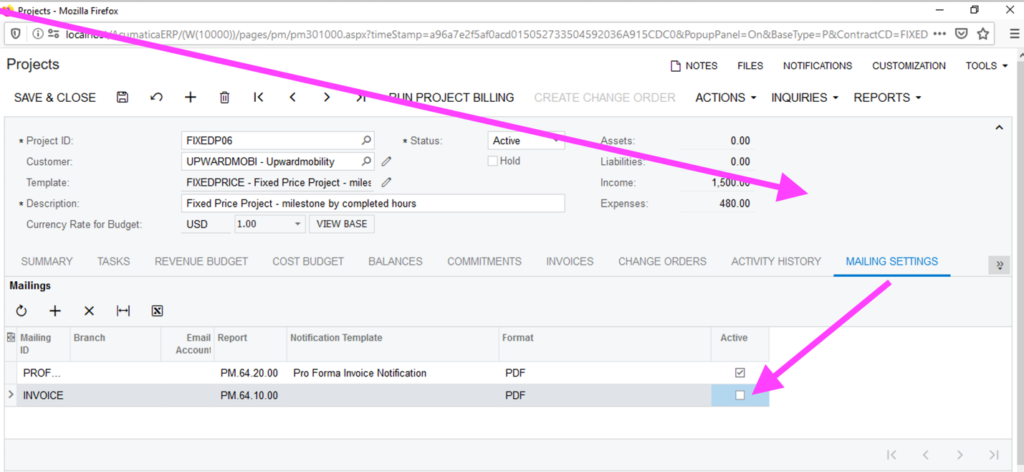 Projects - Mozilla Firefox
localhost/AcumaticaERP/(W(10000))/pages/pm/pm301000.aspx?timeStamp=a96a7e2f5af0acd015052733504592036A915CDC0&PopupPanel=On&BaseType=P&ContractCD=FIXED
Projects
NOTES FILES NOTIFICATIONS CUSTOMIZATION TOOLS
SAVE & CLOSE RUN PROJECT BILLING CREATE CHANGE ORDER ACTIONS INQUIRIES REPORTS
* Project ID: FIXEDP06 * Status: Active Assets: 0.00
Customer: UPWARDMOBI - Upwardmobility Hold Liabilities: 0.00
Template: FIXEDPRICE - Fixed Price Project - miles Income: 1,500.00
* Description: Fixed Price Project - milestone by completed hours Expenses: 480.00
Currency Rate for Budget: USD 1.00 VIEW BASE
SUMMARY TASKS REVENUE BUDGET COST BUDGET BALANCES COMMITMENTS INVOICES CHANGE ORDERS ACTIVITY HISTORY MAILING SETTINGS
Mailings
Mailing ID Branch Email Account Report Notification Template Format Active
PROF... PM.64.20.00 Pro Forma Invoice Notification PDF
INVOICE PM.64.10.00 PDF